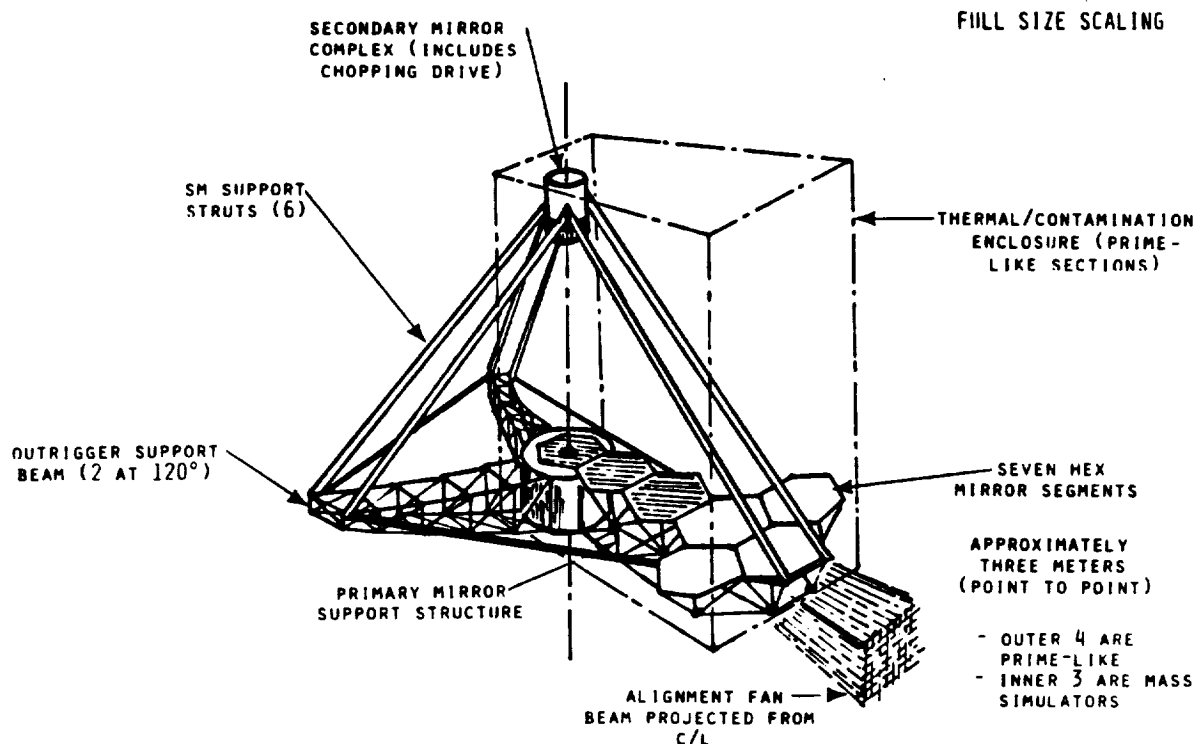 FULL SIZE SCALING
SECONDARY MIRROR
COMPLEX (INCLUDES
CHOPPING DRIVE)
SM SUPPORT
STRUTS (6)
THERMAL/CONTAMINATION
ENCLOSURE (PRIME-
LIKE SECTIONS)
OUTRIGGER SUPPORT
BEAM (2 AT 120°)
SEVEN HEX
MIRROR SEGMENTS
APPROXIMATELY
THREE METERS
(POINT TO POINT)
PRIMARY MIRROR
SUPPORT STRUCTURE
- OUTER 4 ARE
PRIME-LIKE
- INNER 3 ARE MASS
SIMULATORS
ALIGNMENT FAN
BEAM PROJECTED FROM
C/L